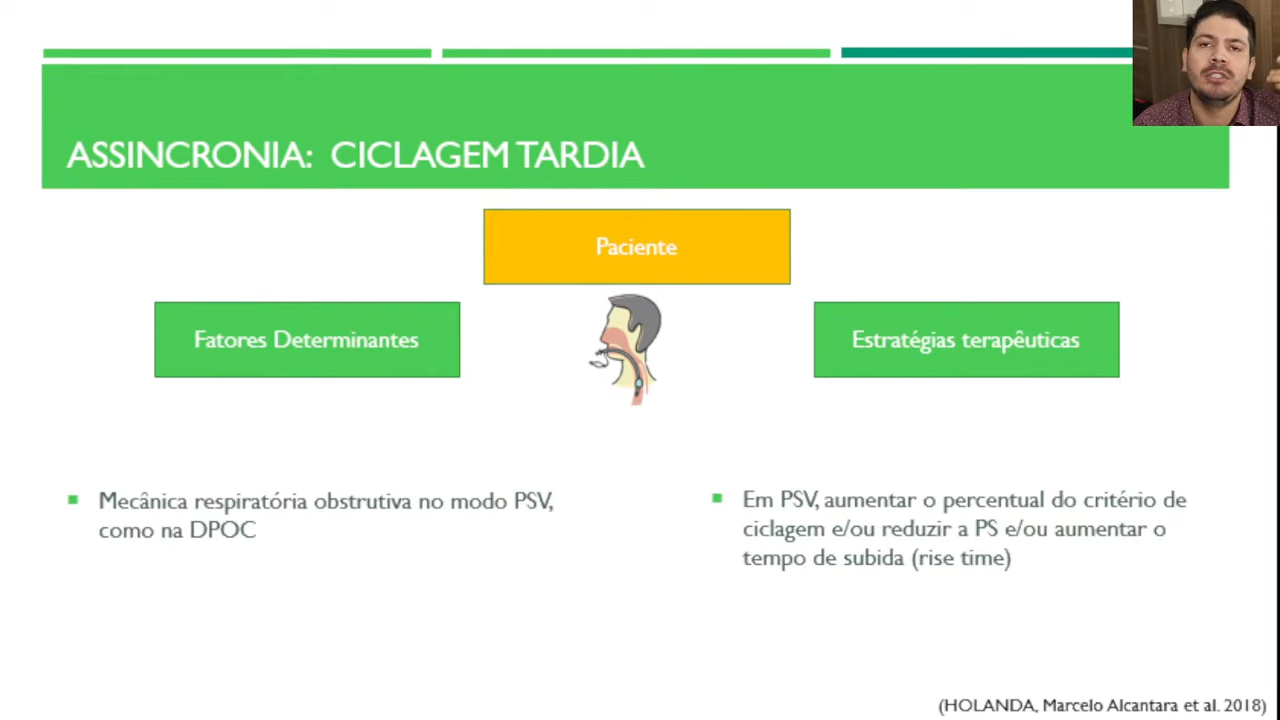 ASSINCRONIA: CICLAGEM TARDIA
Paciente
Fatores Determinantes
Estratégias terapêuticas
Mecânica respiratória obstrutiva no modo PSV,
como na DPOC
Em PSV, aumentar o percentual do critério de
ciclagem e/ou reduzir a PS e/ou aumentar o
tempo de subida (rise time)
(HOLANDA, Marcelo Alcantara et al. 2018)